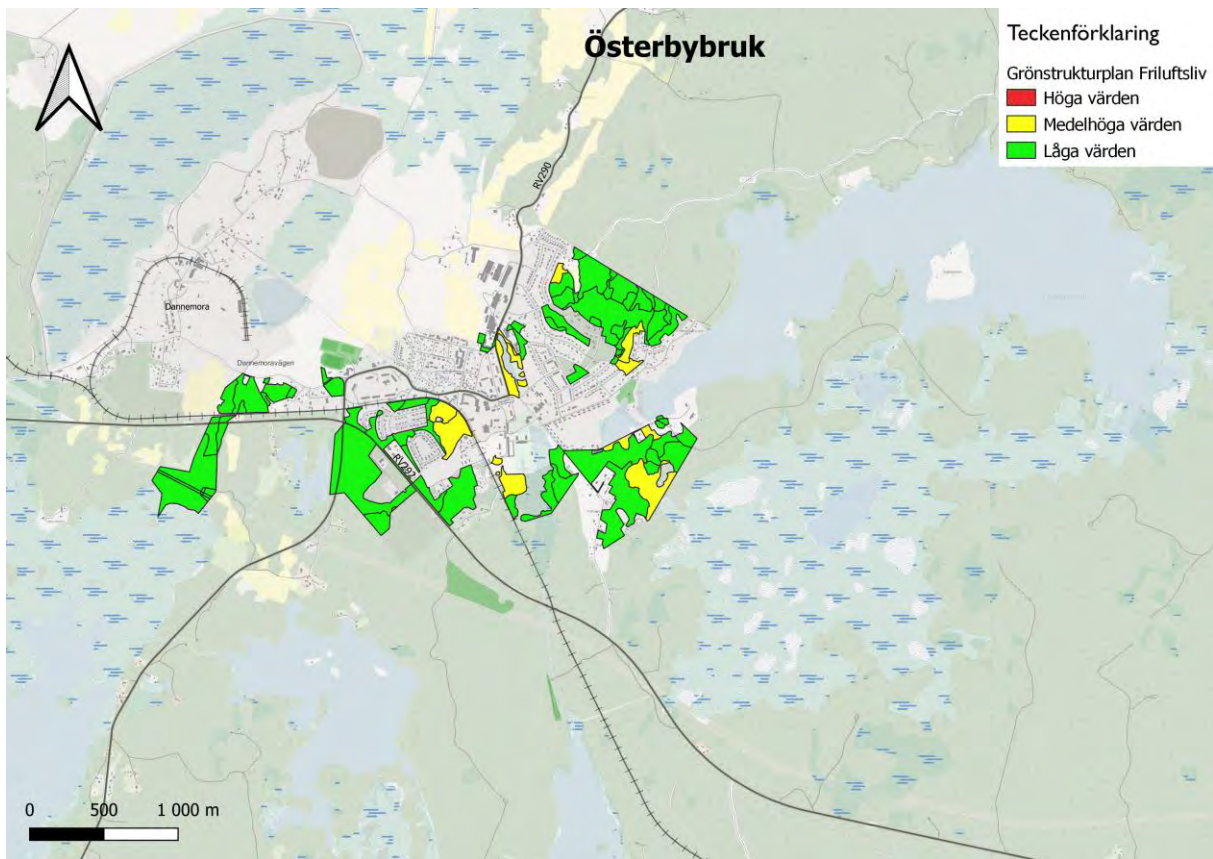 Österbybruk
Teckenförklaring
Grönstrukturplan Friluftsliv
Höga värden
Medelhöga värden
Låga värden
RV290
Dannemora
Dannemoravägen
RV292
0 500 1 000 m